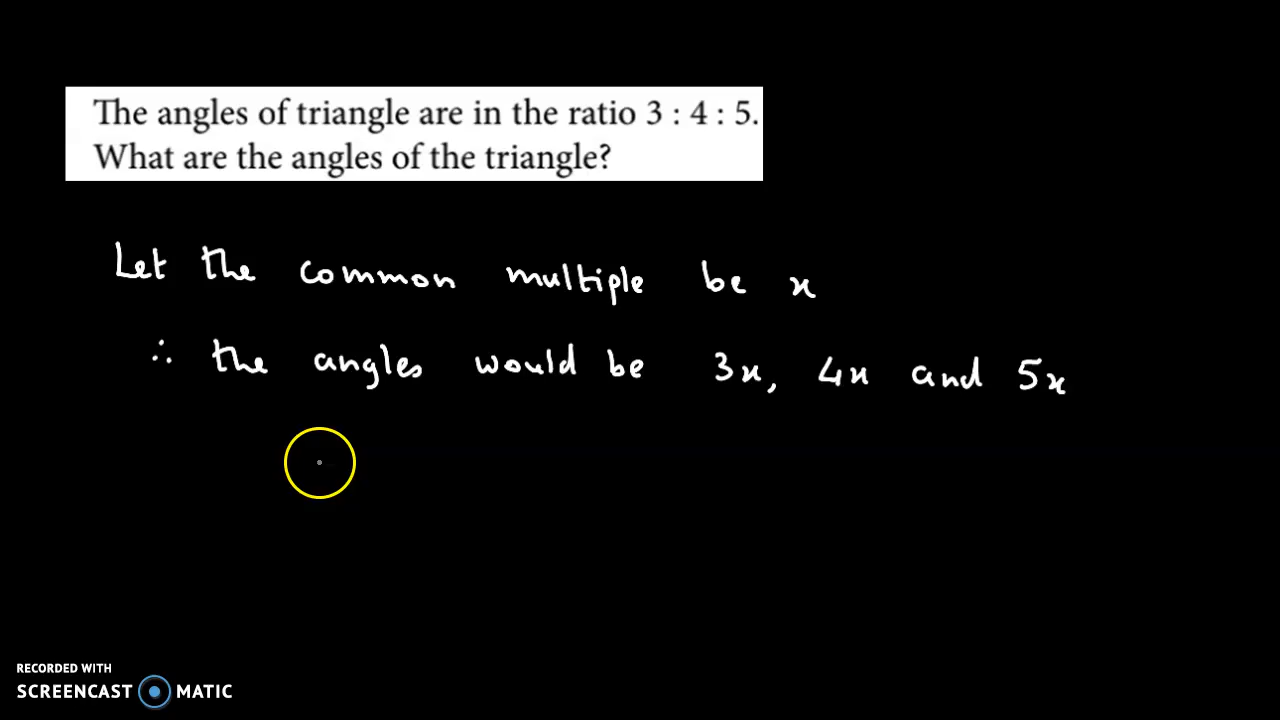 The angles of triangle are in the ratio 3 : 4 : 5.
What are the angles of the triangle?
Let the common multiple be x
∴ the angles would be 3x, 4x and 5x
RECORDED WITH
SCREENCAST MATIC